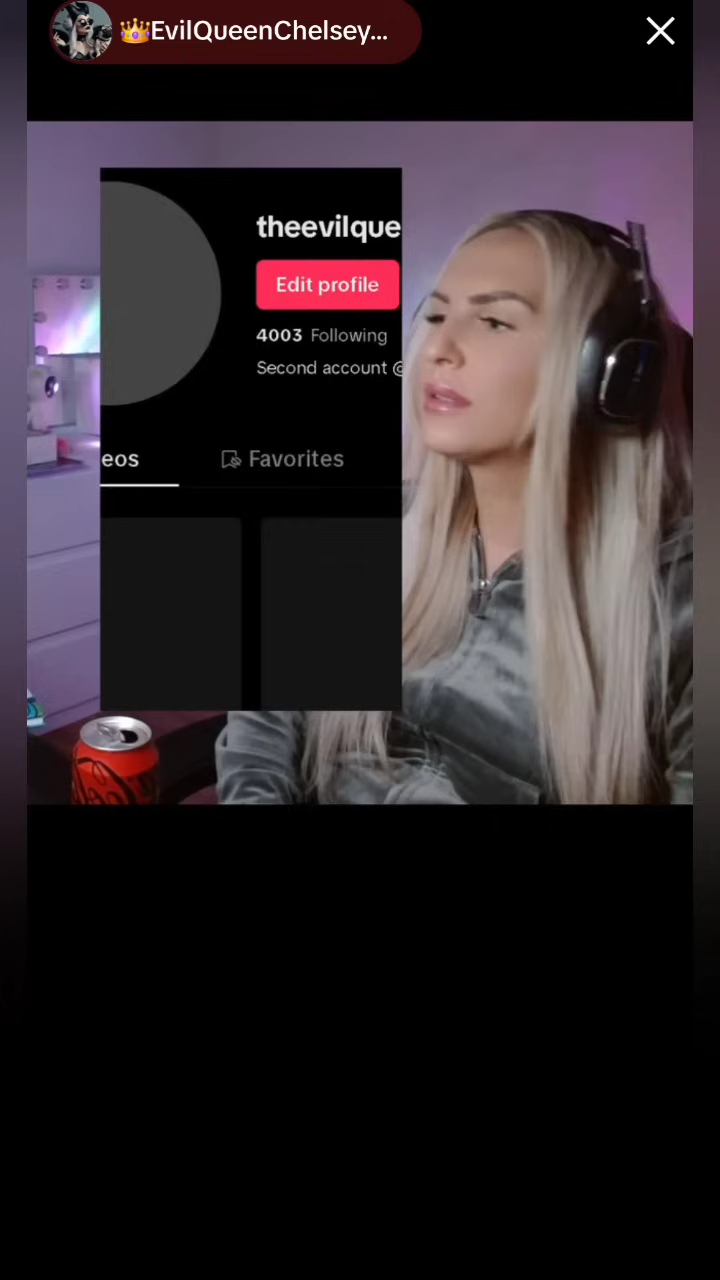 👑EvilQueenChelsey...
theevilque
Edit profile
4003 Following
Second account @
eos
Favorites